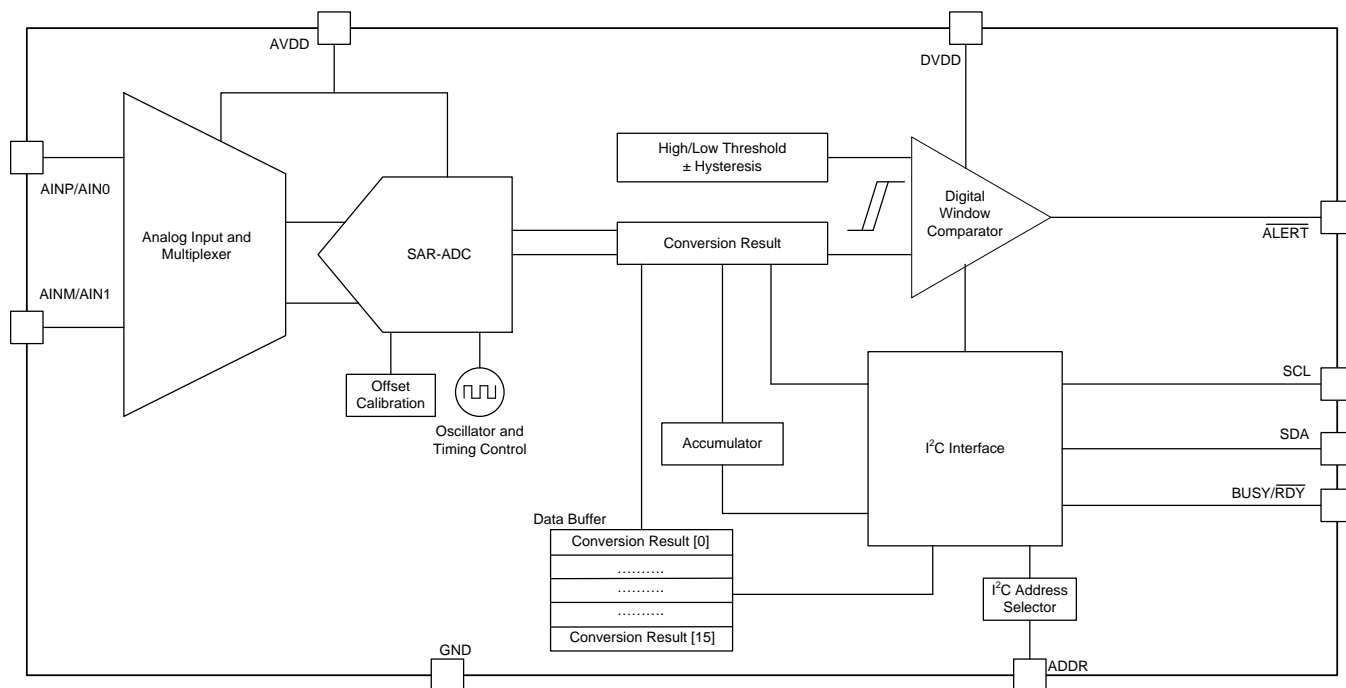 AVDD
DVDD
AINP/AIN0
AINM/AIN1
Analog Input and
Multiplexer
SAR-ADC
Offset
Calibration
Oscillator and
Timing Control
High/Low Threshold
± Hysteresis
Conversion Result
Digital
Window
Comparator
ALERT
Accumulator
I²C Interface
SCL
SDA
BUSY/RDY
Data Buffer
Conversion Result [0]
..........
..........
..........
Conversion Result [15]
I²C Address
Selector
GND
ADDR